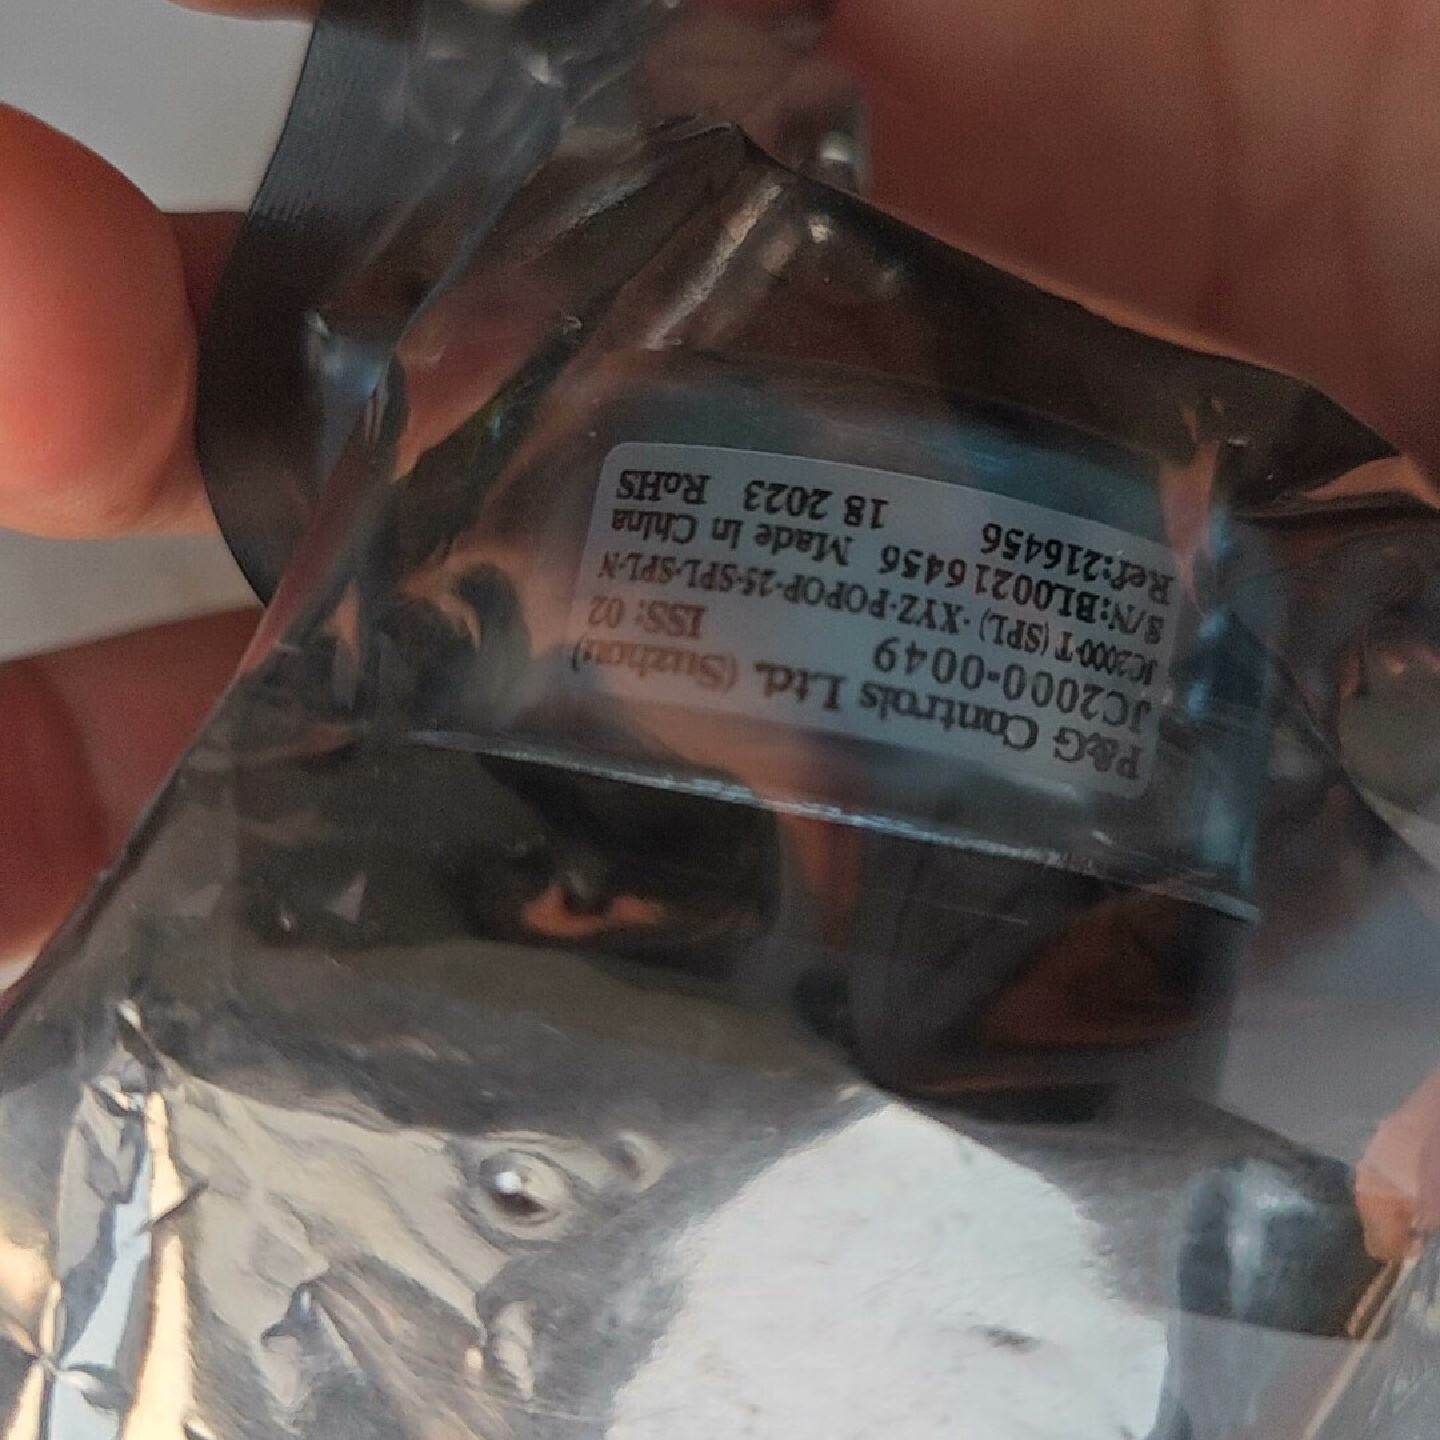 P&G Controls Ltd. (Suzhou)
JC2000-0049 ISS: 02
JC2000-T (SPL) -XYZ-POPOP-25-SPL-SPL-N
S/N:BL00216456 Made in China
Ref:216456 18 2023 RoHS